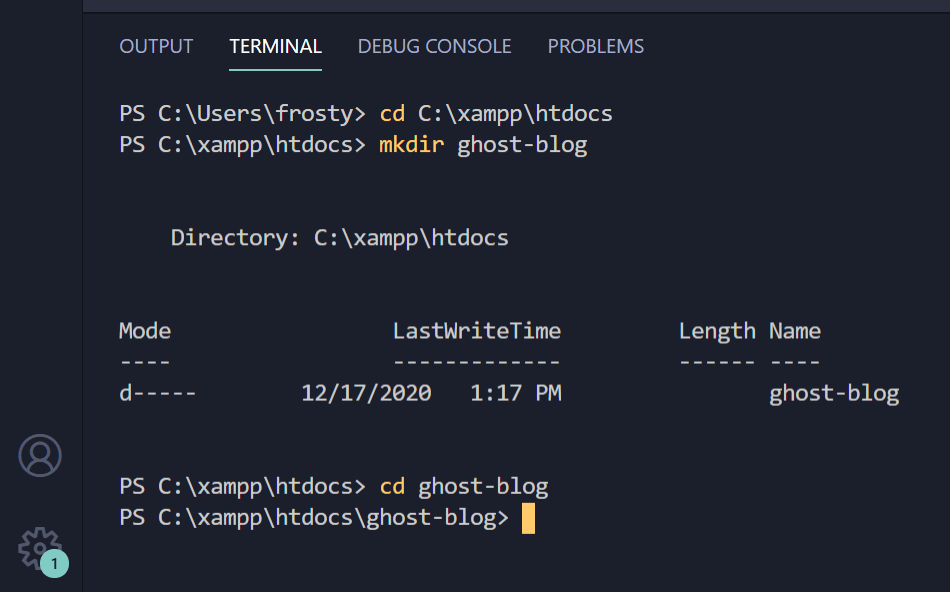 OUTPUT TERMINAL DEBUG CONSOLE PROBLEMS
PS C:\Users\frosty> cd C:\xampp\htdocs
PS C:\xampp\htdocs> mkdir ghost-blog
Directory: C:\xampp\htdocs
Mode LastWriteTime Length Name
---- ------------- ------ ----
d----- 12/17/2020 1:17 PM ghost-blog
PS C:\xampp\htdocs> cd ghost-blog
PS C:\xampp\htdocs\ghost-blog>
1